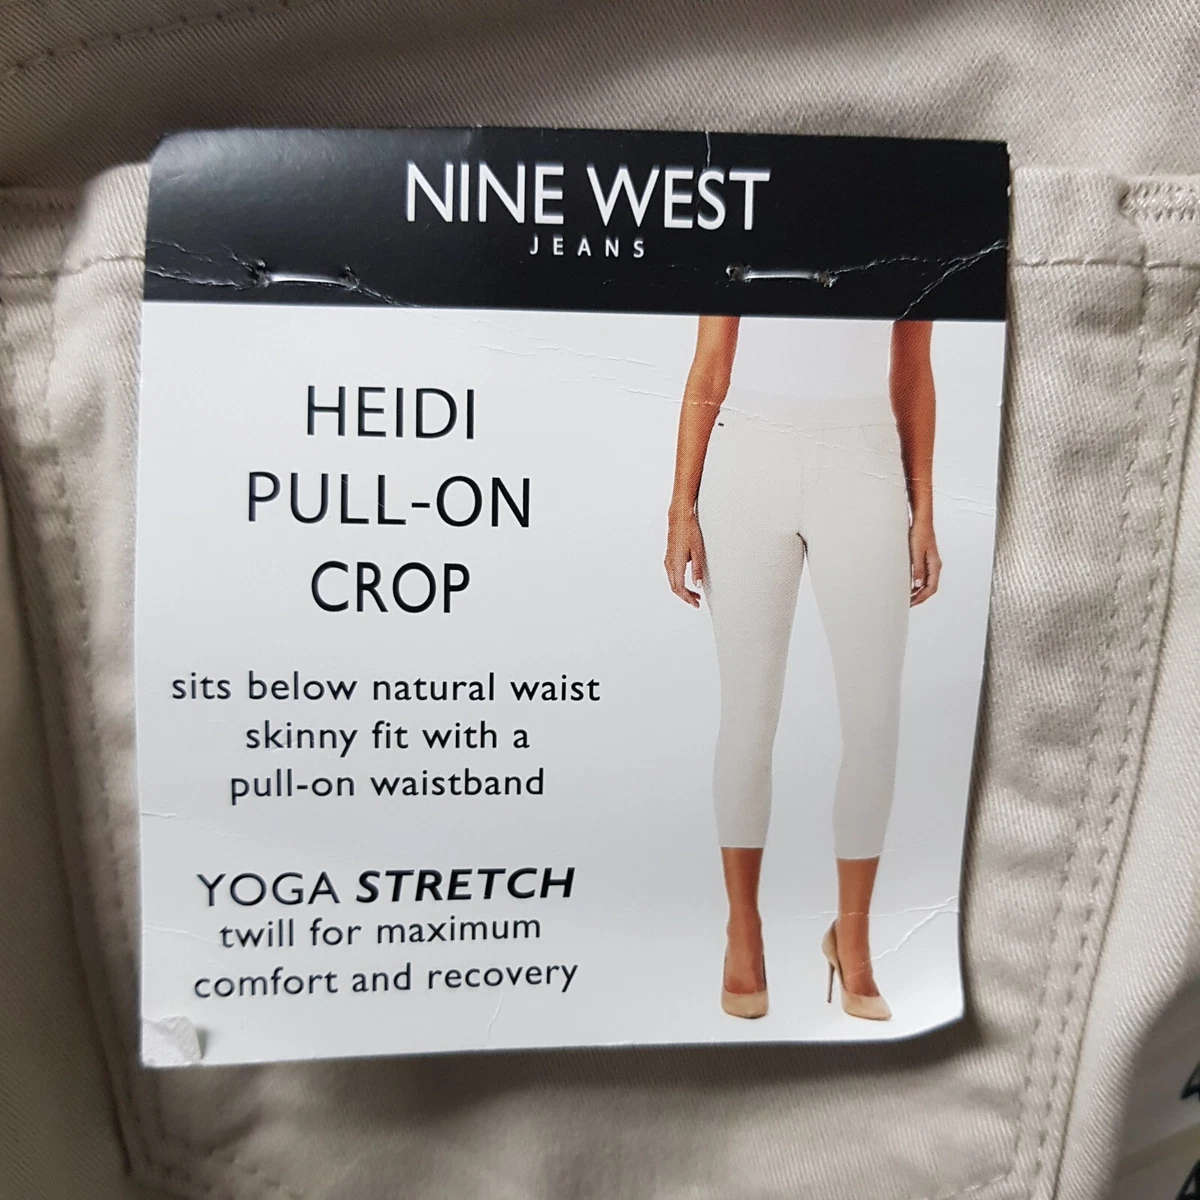 NINE WEST
JEANS
HEIDI
PULL-ON
CROP
sits below natural waist
skinny fit with a
pull-on waistband
YOGA STRETCH
twill for maximum
comfort and recovery